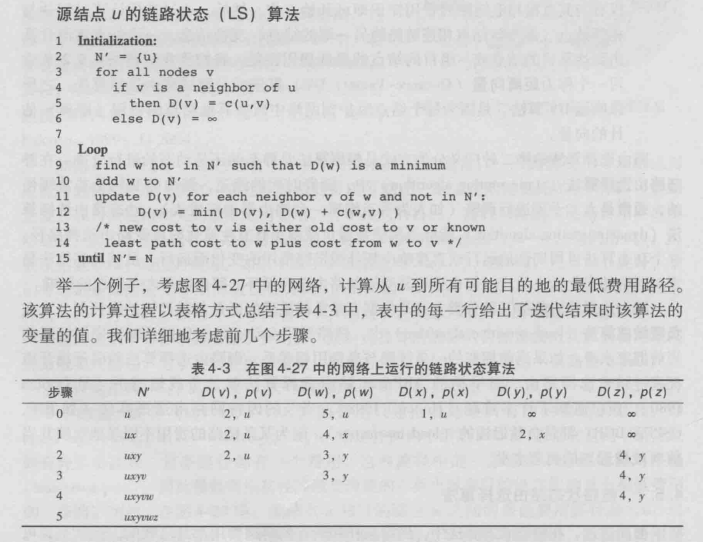 源结点 u 的链路状态（LS）算法
1 Initialization:
2 N' = {u}
3 for all nodes v
4 if v is a neighbor of u
5 then D(v) = c(u,v)
6 else D(v) = ∞
7
8 Loop
9 find w not in N' such that D(w) is a minimum
10 add w to N'
11 update D(v) for each neighbor v of w and not in N':
12 D(v) = min( D(v), D(w) + c(w,v) )
13 /* new cost to v is either old cost to v or known
14 least path cost to w plus cost from w to v */
15 until N'= N
举一个例子，考虑图 4-27 中的网络，计算从 u 到所有可能目的地的最低费用路径。
该算法的计算过程以表格方式总结于表4-3 中，表中的每一行给出了迭代结束时该算法的
变量的值。我们详细地考虑前几个步骤。
表4-3 在图 4-27 中的网络上运行的链路状态算法
步骤 N' D(v), p(v) D(w), p(w) D(x), p(x) D(y), p(y) D(z), p(z)
0 u 2, u 5, u 1, u ∞ ∞
1 ux 2, u 4, x 2, x ∞
2 uxy 2, u 3, y 4, y
3 uxyv 3, y 4, y
4 uxyvw 4, y
5 uxyvwz